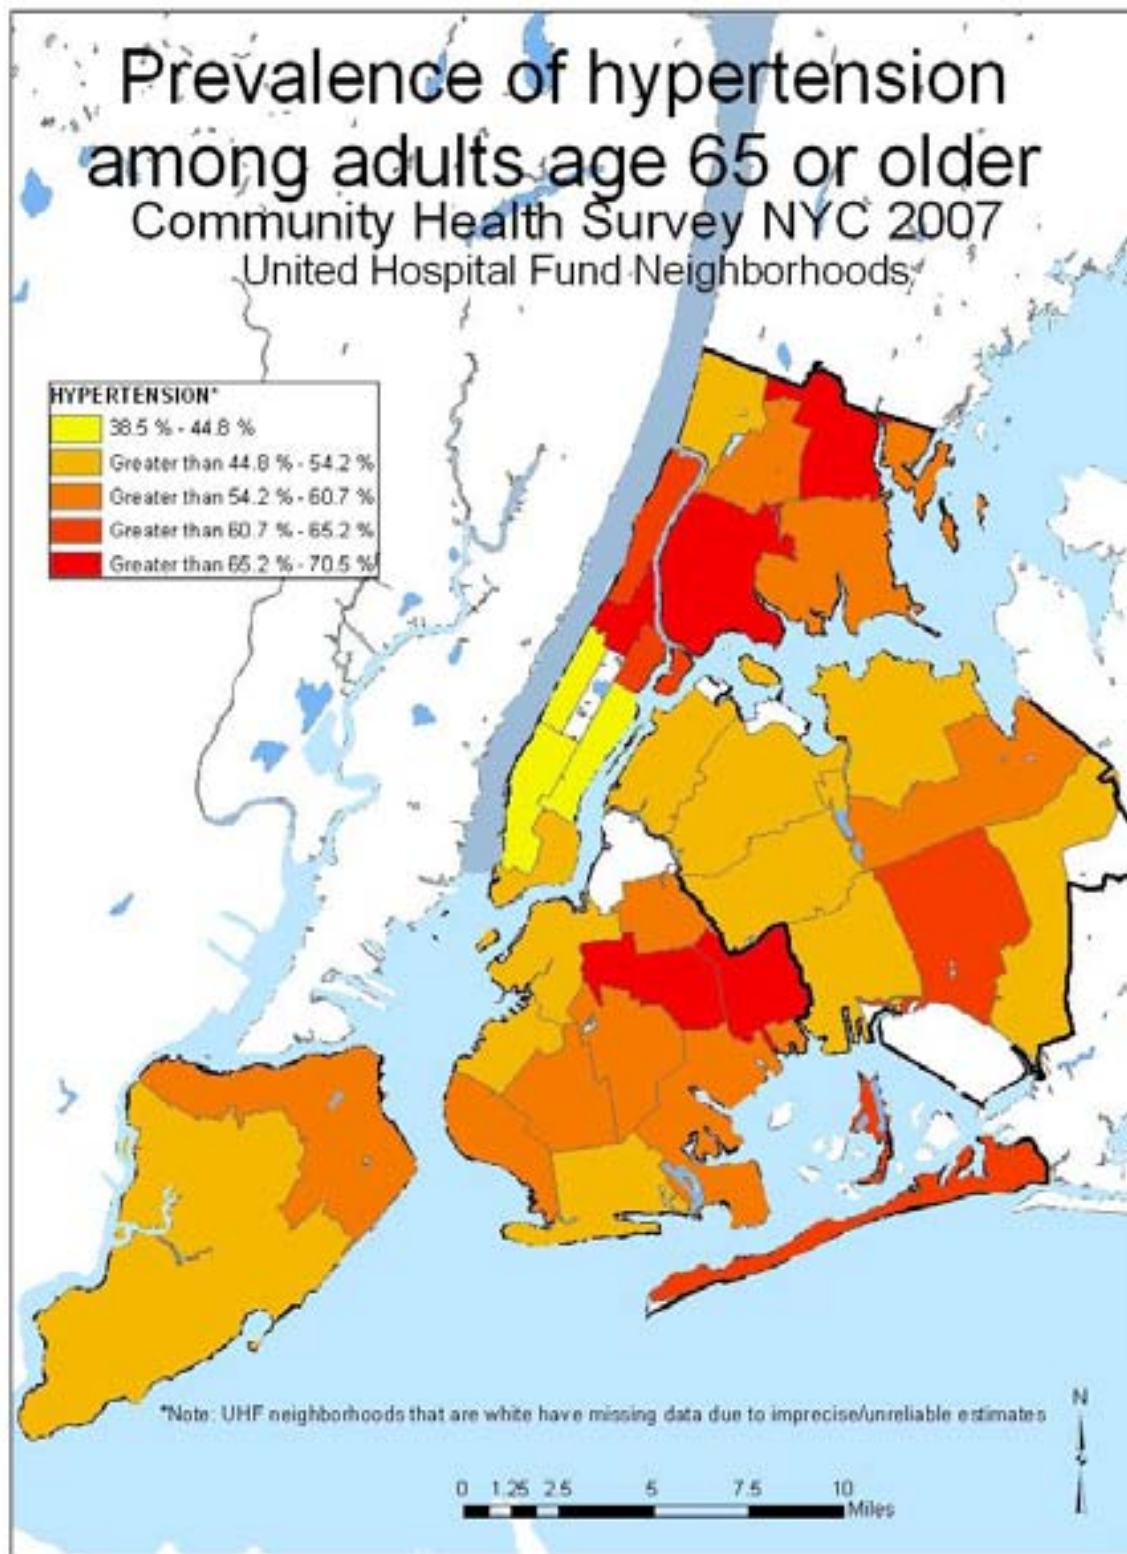 Prevalence of hypertension
among adults age 65 or older
Community Health Survey NYC 2007
United Hospital Fund Neighborhoods
HYPERTENSION*
38.5 % - 44.8 %
Greater than 44.8 % - 54.2 %
Greater than 54.2 % - 60.7 %
Greater than 60.7 % - 65.2 %
Greater than 65.2 % - 70.5 %
*Note: UHF neighborhoods that are white have missing data due to imprecise/unreliable estimates
N
0 1.25 2.5 5 7.5 10
Miles